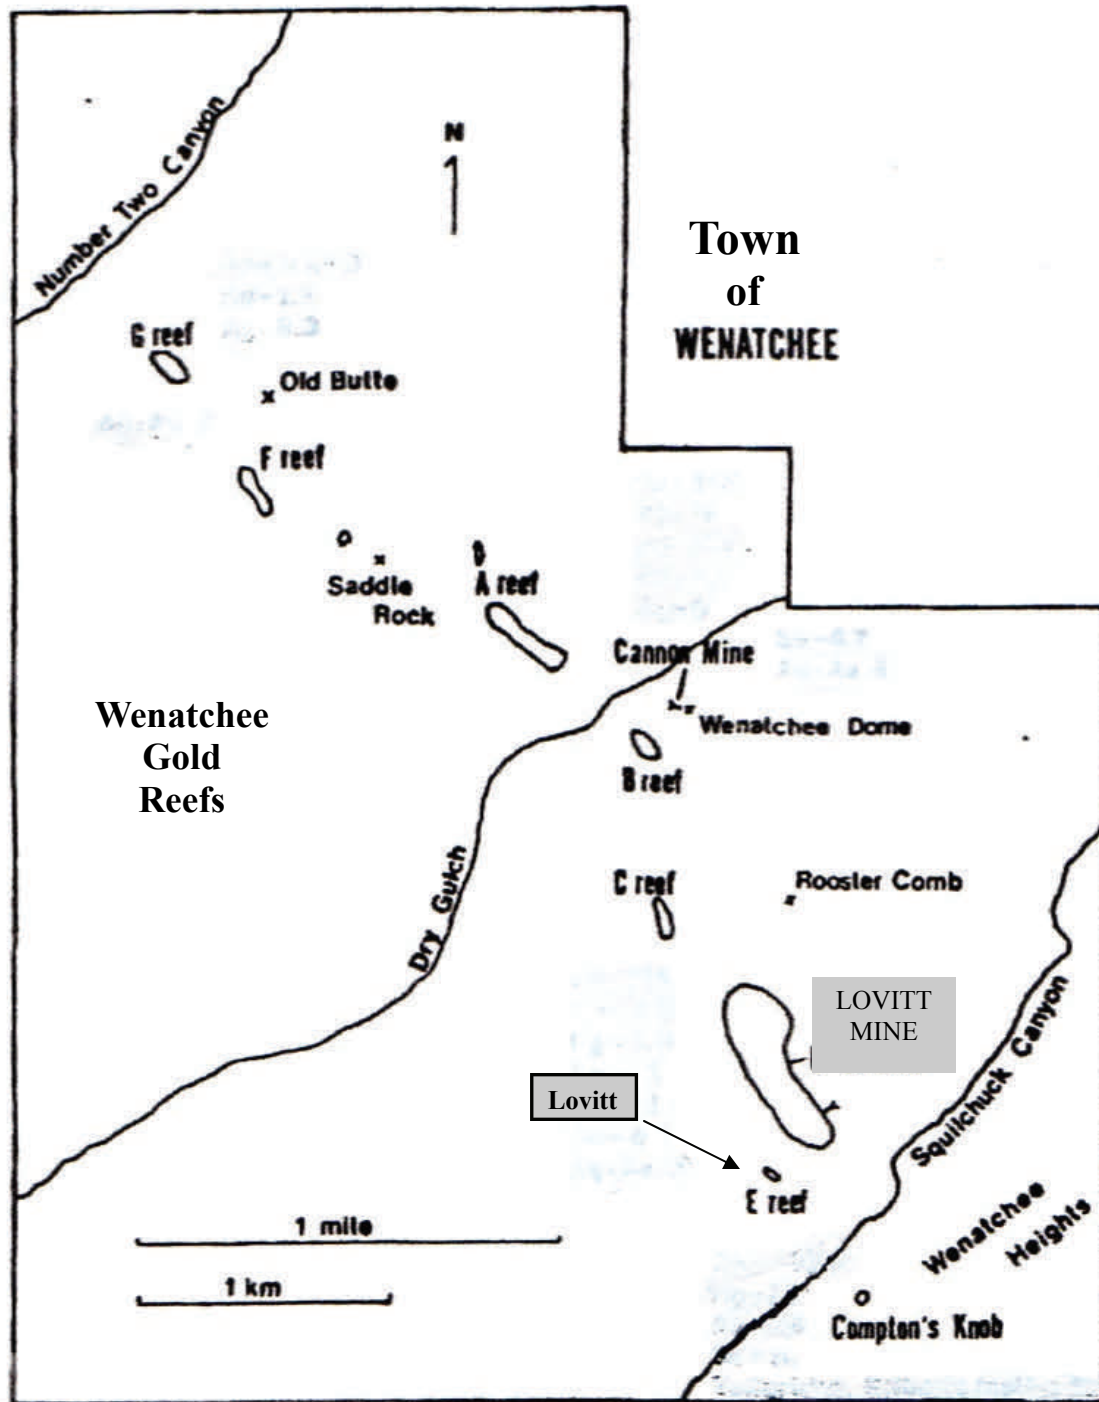 Number Two Canyon
N
Town
of
WENATCHEE
G reef
Old Butte
F reef
Saddle
Rock
A reef
Cannon Mine
Wenatchee Dome
B reef
Wenatchee
Gold
Reefs
C reef
Rooster Comb
Dry Gulch
LOVITT
MINE
Squilchuck Canyon
Lovitt
E reef
Wenatchee
Heights
1 mile
1 km
Compton's Knob